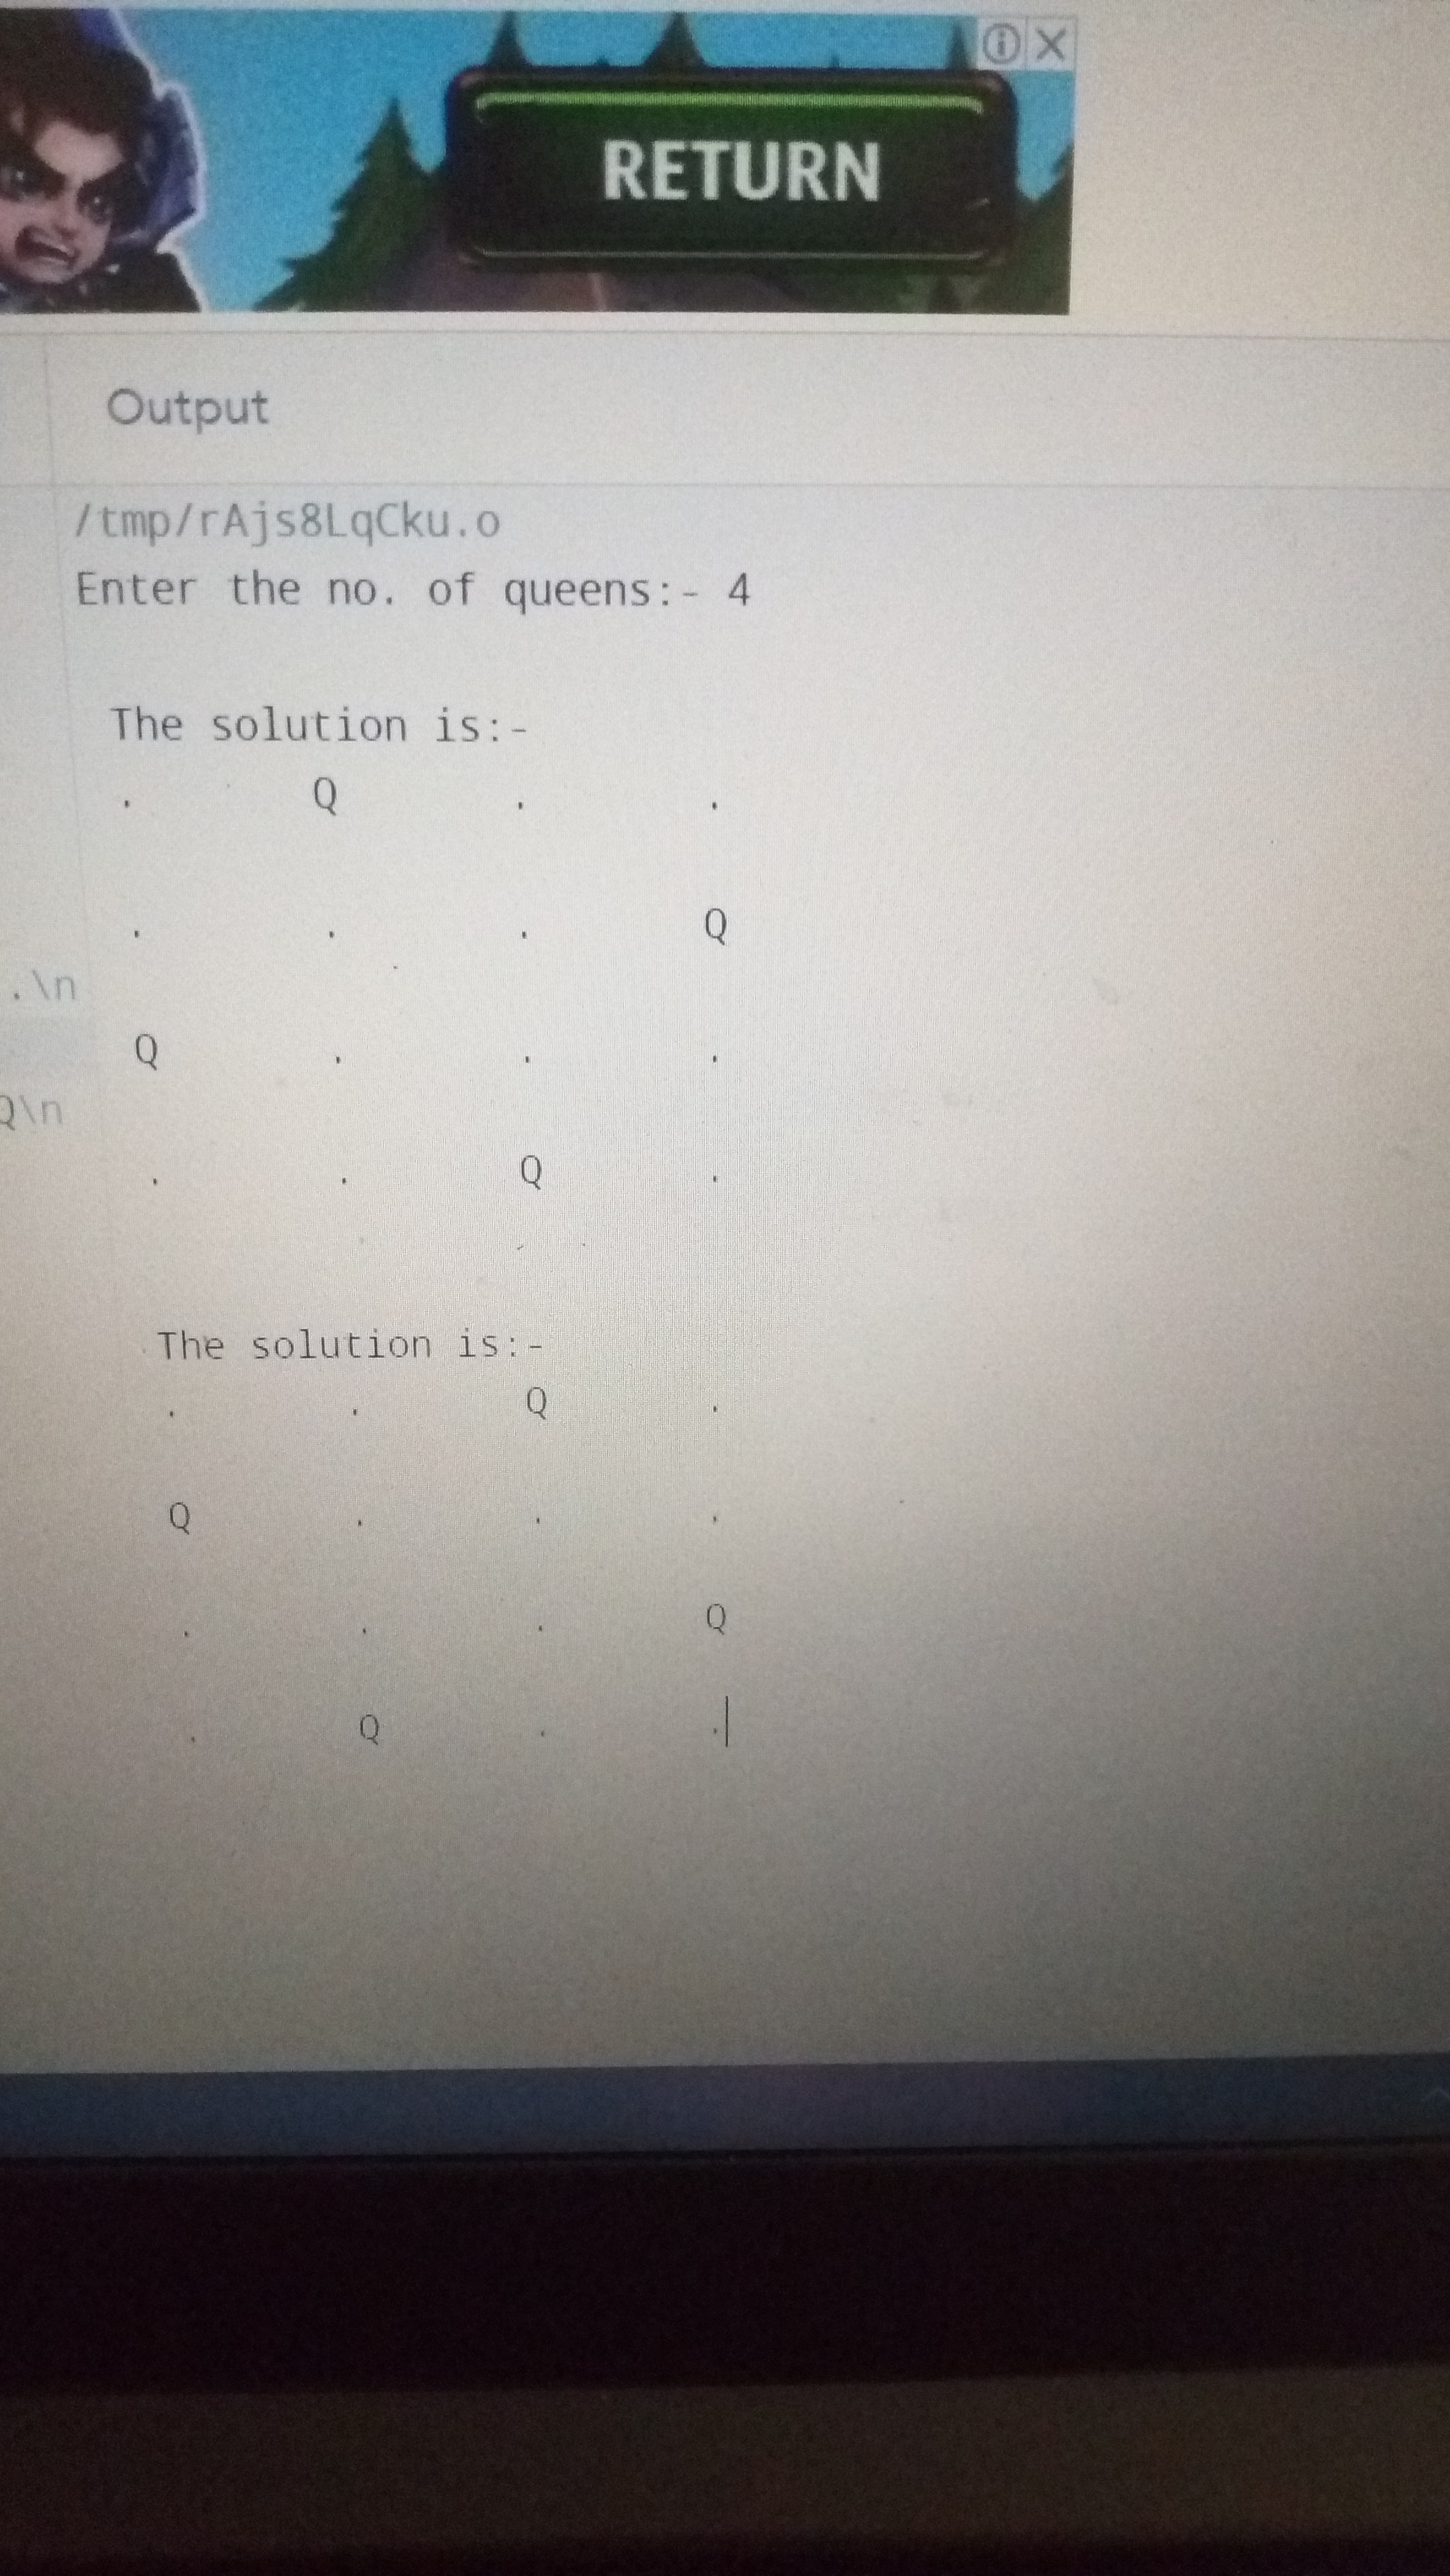 RETURN
Output
/tmp/rAjs8LqCku.o
Enter the no. of queens:- 4
The solution is:-
. Q . .
. . . Q
.\n
Q . . .
Q\n
. . Q .
The solution is:-
. . Q .
Q . . .
. . . Q
. Q . .